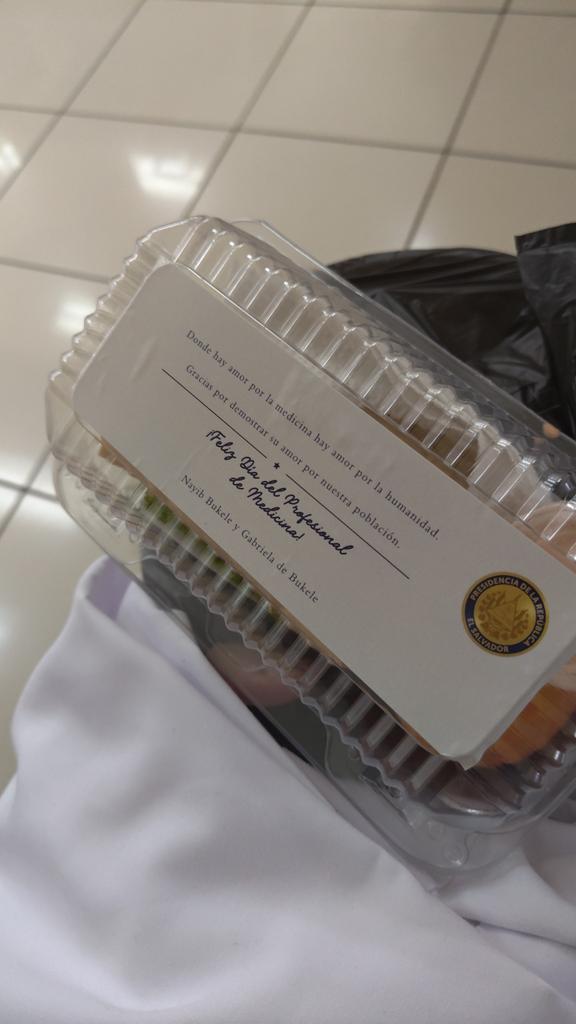 Donde hay amor por la medicina hay amor por la humanidad.
Gracias por demostrar su amor por nuestra población.
¡Feliz Día del Profesional
de Medicina!
Nayib Bukele y Gabriela de Bukele
PRESIDENCIA DE LA REPÚBLICA
EL SALVADOR